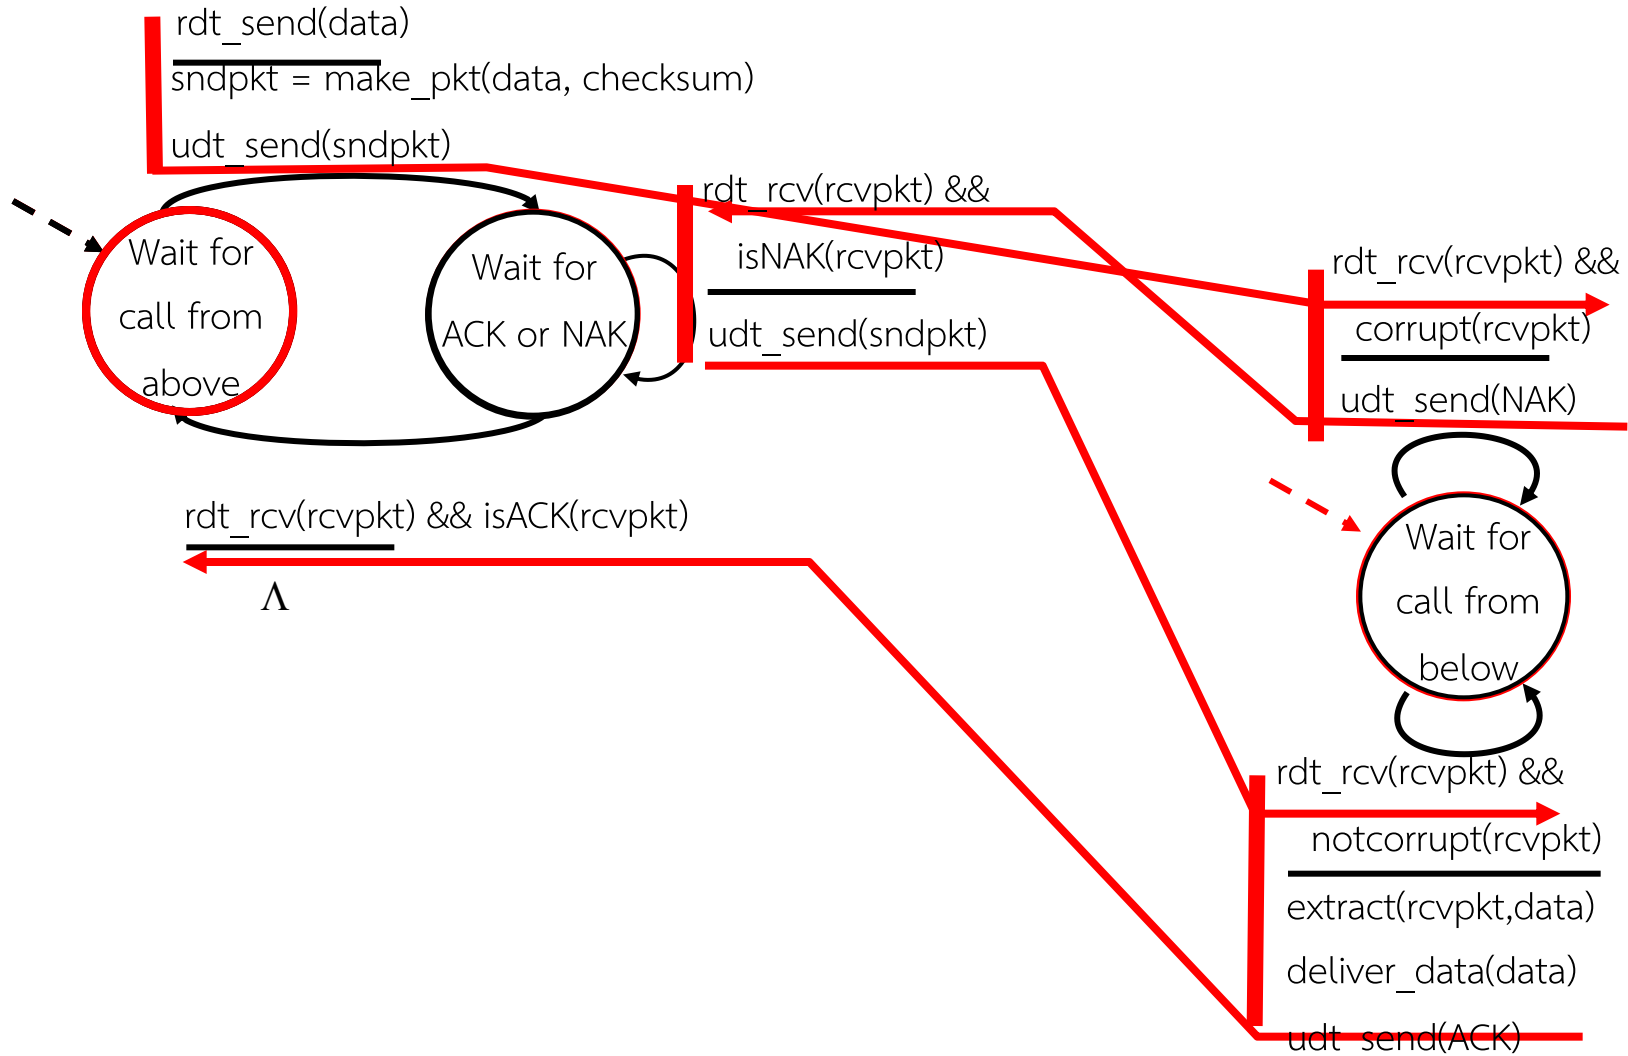 rdt_send(data)
sndpkt = make_pkt(data, checksum)
udt_send(sndpkt)
Wait for
call from
above
Wait for
ACK or NAK
rdt_rcv(rcvpkt) &&
isNAK(rcvpkt)
udt_send(sndpkt)
rdt_rcv(rcvpkt) && isACK(rcvpkt)
Λ
rdt_rcv(rcvpkt) &&
corrupt(rcvpkt)
udt_send(NAK)
Wait for
call from
below
rdt_rcv(rcvpkt) &&
notcorrupt(rcvpkt)
extract(rcvpkt,data)
deliver_data(data)
udt_send(ACK)